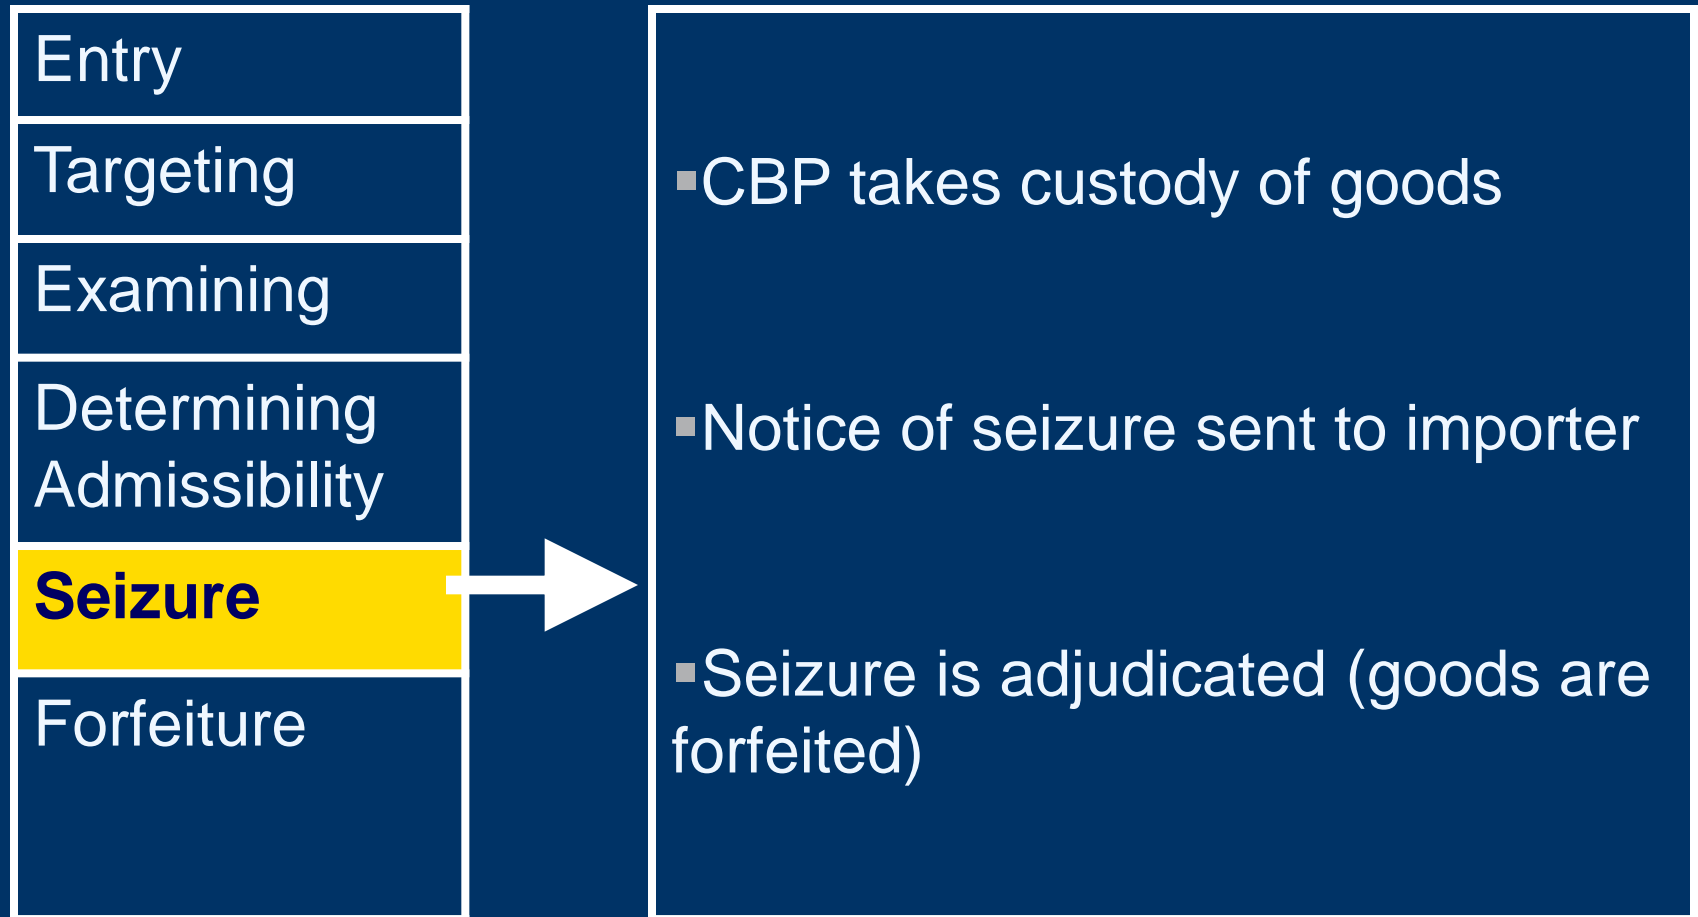 Entry
Targeting
Examining
Determining
Admissibility
Seizure
Forfeiture
▪CBP takes custody of goods
▪Notice of seizure sent to importer
▪Seizure is adjudicated (goods are
forfeited)